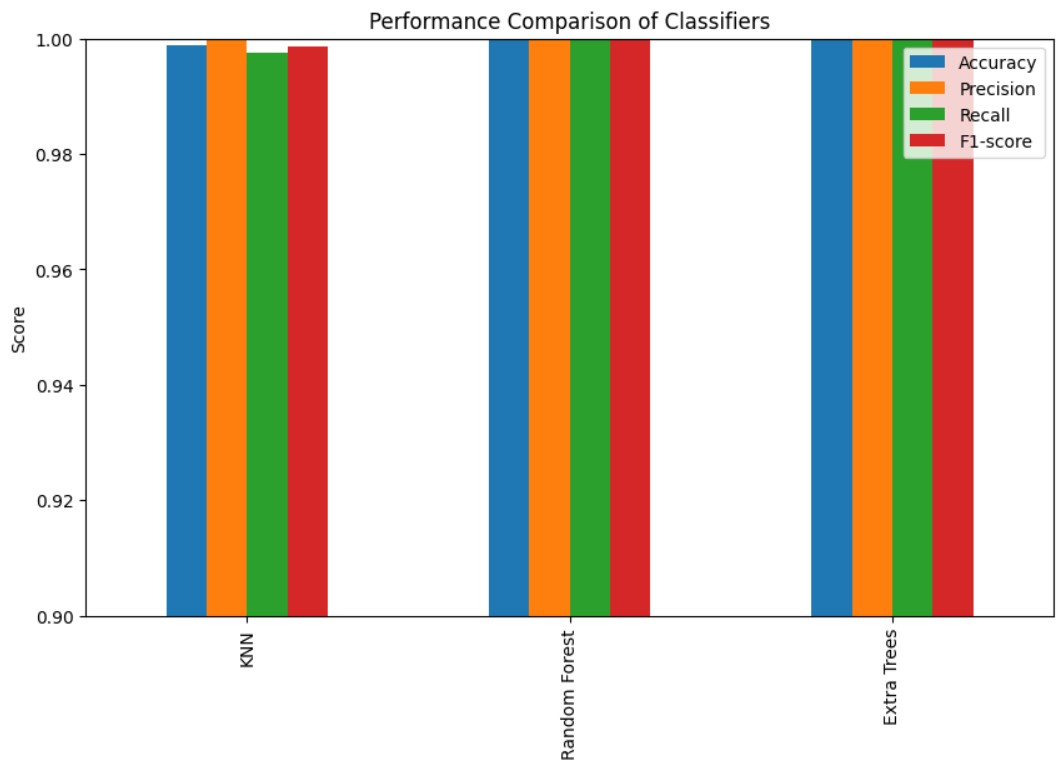 Performance Comparison of Classifiers
1.00
0.98
0.96
0.94
0.92
0.90
Score
Accuracy
Precision
Recall
F1-score
KNN
Random Forest
Extra Trees